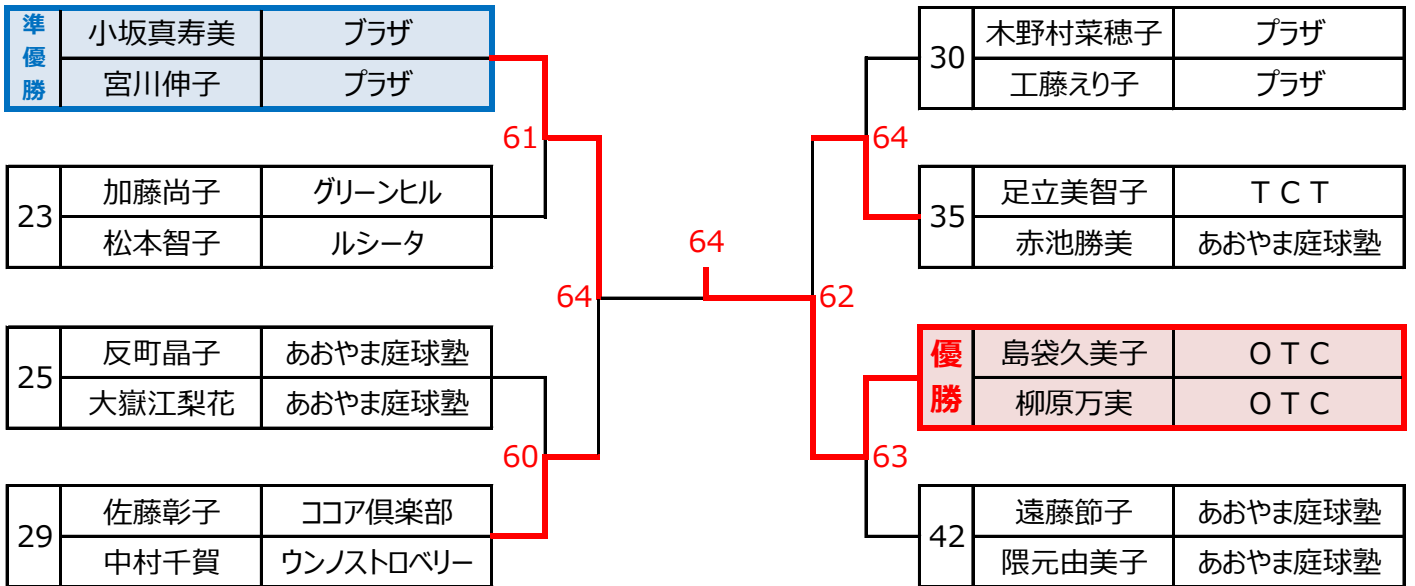 準優勝 小坂真寿美 ブラザ
宮川伸子 プラザ
61
23 加藤尚子 グリーンヒル
松本智子 ルシータ
64
25 反町晶子 あおやま庭球塾
大嶽江梨花 あおやま庭球塾
60
29 佐藤彰子 ココア倶楽部
中村千賀 ウンノストロベリー
64
30 木野村菜穂子 プラザ
工藤えり子 プラザ
64
35 足立美智子 TCT
赤池勝美 あおやま庭球塾
62
優勝 島袋久美子 OTC
柳原万実 OTC
63
42 遠藤節子 あおやま庭球塾
隈元由美子 あおやま庭球塾